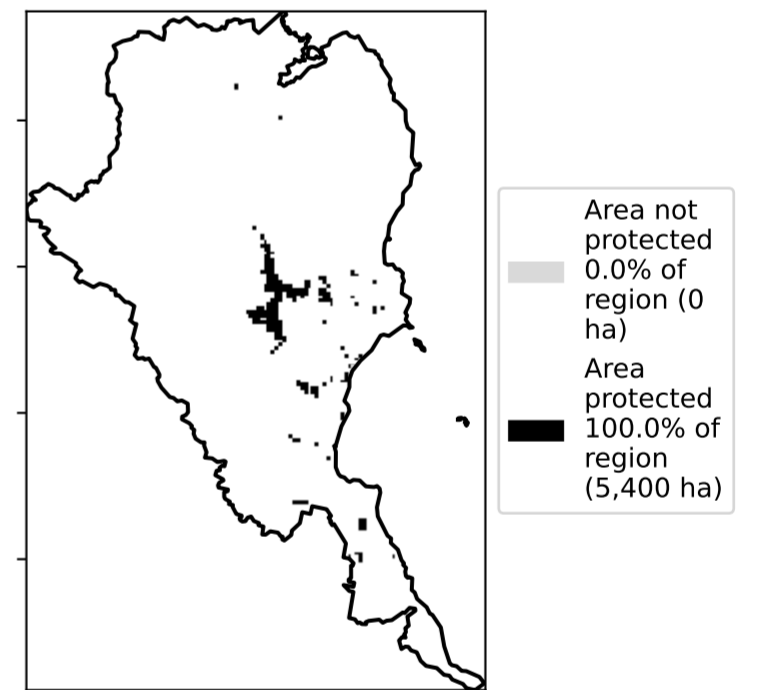 Area not
protected
0.0% of
region (0
ha)
Area
protected
100.0% of
region
(5,400 ha)